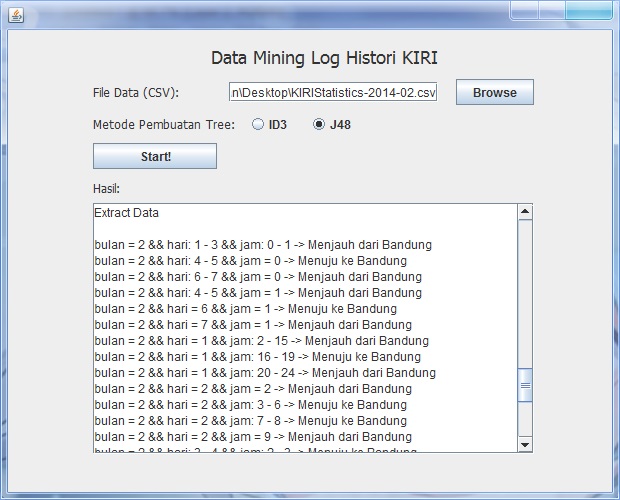 Data Mining Log Histori KIRI
File Data (CSV): n\Desktop\KIRIStatistics-2014-02.csv Browse
Metode Pembuatan Tree: ID3 J48
Start!
Hasil:
Extract Data
bulan = 2 && hari: 1 - 3 && jam: 0 - 1 -> Menjauh dari Bandung
bulan = 2 && hari: 4 - 5 && jam = 0 -> Menuju ke Bandung
bulan = 2 && hari: 6 - 7 && jam = 0 -> Menjauh dari Bandung
bulan = 2 && hari: 4 - 5 && jam = 1 -> Menjauh dari Bandung
bulan = 2 && hari = 6 && jam = 1 -> Menuju ke Bandung
bulan = 2 && hari = 7 && jam = 1 -> Menjauh dari Bandung
bulan = 2 && hari = 1 && jam: 2 - 15 -> Menjauh dari Bandung
bulan = 2 && hari = 1 && jam: 16 - 19 -> Menuju ke Bandung
bulan = 2 && hari = 1 && jam: 20 - 24 -> Menjauh dari Bandung
bulan = 2 && hari = 2 && jam = 2 -> Menjauh dari Bandung
bulan = 2 && hari = 2 && jam: 3 - 6 -> Menuju ke Bandung
bulan = 2 && hari = 2 && jam: 7 - 8 -> Menuju ke Bandung
bulan = 2 && hari = 2 && jam = 9 -> Menjauh dari Bandung